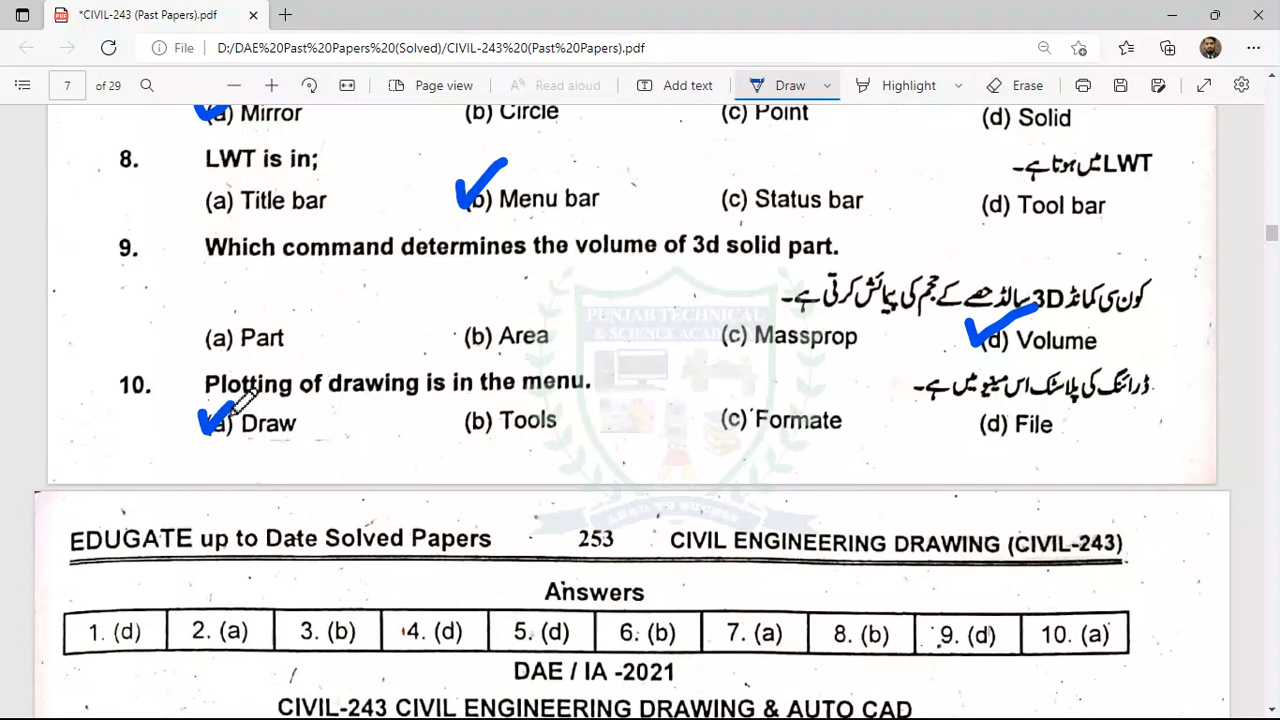 *CIVIL-243 (Past Papers).pdf
File D:/DAE%20Past%20Papers%20(Solved)/CIVIL-243%20(Past%20Papers).pdf
7 of 29 Page view Read aloud Add text Draw Highlight Erase
(a) Mirror (b) Circle (c) Point (d) Solid
8. LWT is in; LWT میں ہوتا ہے۔
(a) Title bar (b) Menu bar (c) Status bar (d) Tool bar
9. Which command determines the volume of 3d solid part.
کون سی کمانڈ 3D سالڈ حصے کے حجم کی پیمائش کرتی ہے۔
PUNJAB TECHNICAL
& SCIENCE ACADEMY
(a) Part (b) Area (c) Massprop (d) Volume
10. Plotting of drawing is in the menu. ڈرائنگ کی پلاٹنگ اس مینیو میں ہے۔
(a) Draw (b) Tools (c) Formate (d) File
EDUGATE up to Date Solved Papers 253 CIVIL ENGINEERING DRAWING (CIVIL-243)
Answers
1. (d) 2. (a) 3. (b) 4. (d) 5. (d) 6. (b) 7. (a) 8. (b) 9. (d) 10. (a)
DAE / IA -2021
CIVIL-243 CIVIL ENGINEERING DRAWING & AUTO CAD